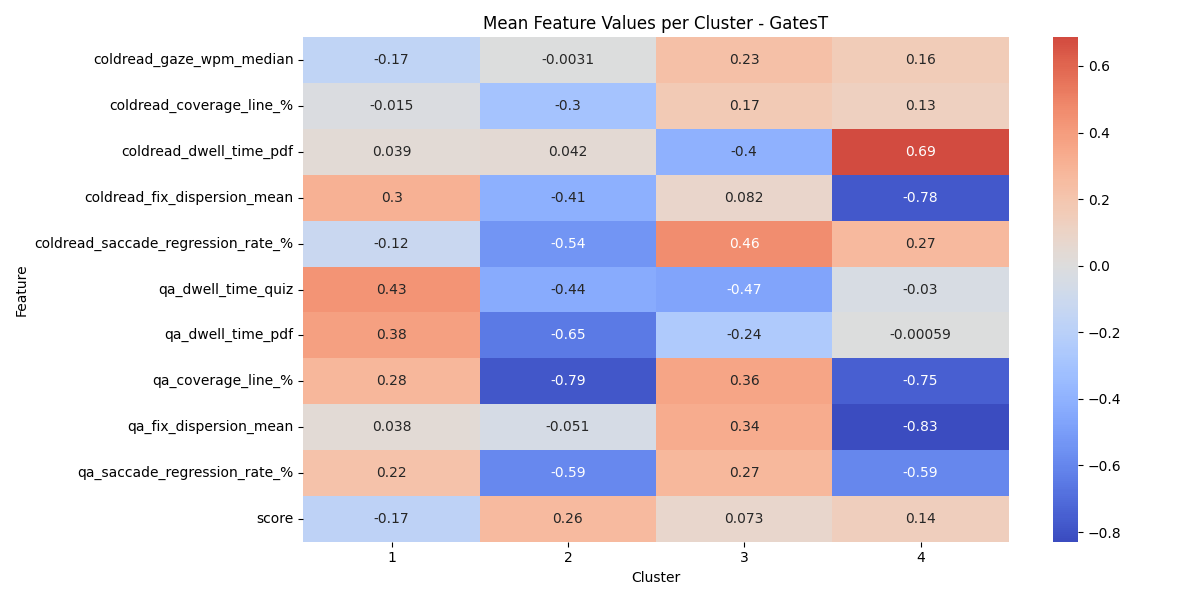 Mean Feature Values per Cluster - GatesT
Feature
coldread_gaze_wpm_median -0.17 -0.0031 0.23 0.16
coldread_coverage_line_% -0.015 -0.3 0.17 0.13
coldread_dwell_time_pdf 0.039 0.042 -0.4 0.69
coldread_fix_dispersion_mean 0.3 -0.41 0.082 -0.78
coldread_saccade_regression_rate_% -0.12 -0.54 0.46 0.27
qa_dwell_time_quiz 0.43 -0.44 -0.47 -0.03
qa_dwell_time_pdf 0.38 -0.65 -0.24 -0.00059
qa_coverage_line_% 0.28 -0.79 0.36 -0.75
qa_fix_dispersion_mean 0.038 -0.051 0.34 -0.83
qa_saccade_regression_rate_% 0.22 -0.59 0.27 -0.59
score -0.17 0.26 0.073 0.14
1 2 3 4
Cluster
0.6
0.4
0.2
0.0
−0.2
−0.4
−0.6
−0.8